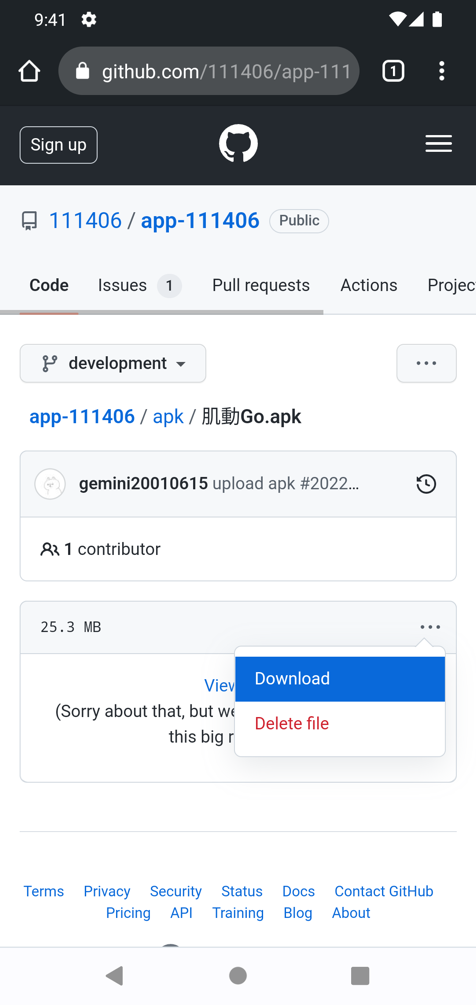 9:41
github.com/111406/app-111
1
Sign up
111406 / app-111406 Public
Code Issues 1 Pull requests Actions Projec
development
app-111406 / apk / 肌動Go.apk
gemini20010615 upload apk #2022…
1 contributor
25.3 MB
Download
Delete file
View
(Sorry about that, but we
this big
Terms Privacy Security Status Docs Contact GitHub
Pricing API Training Blog About